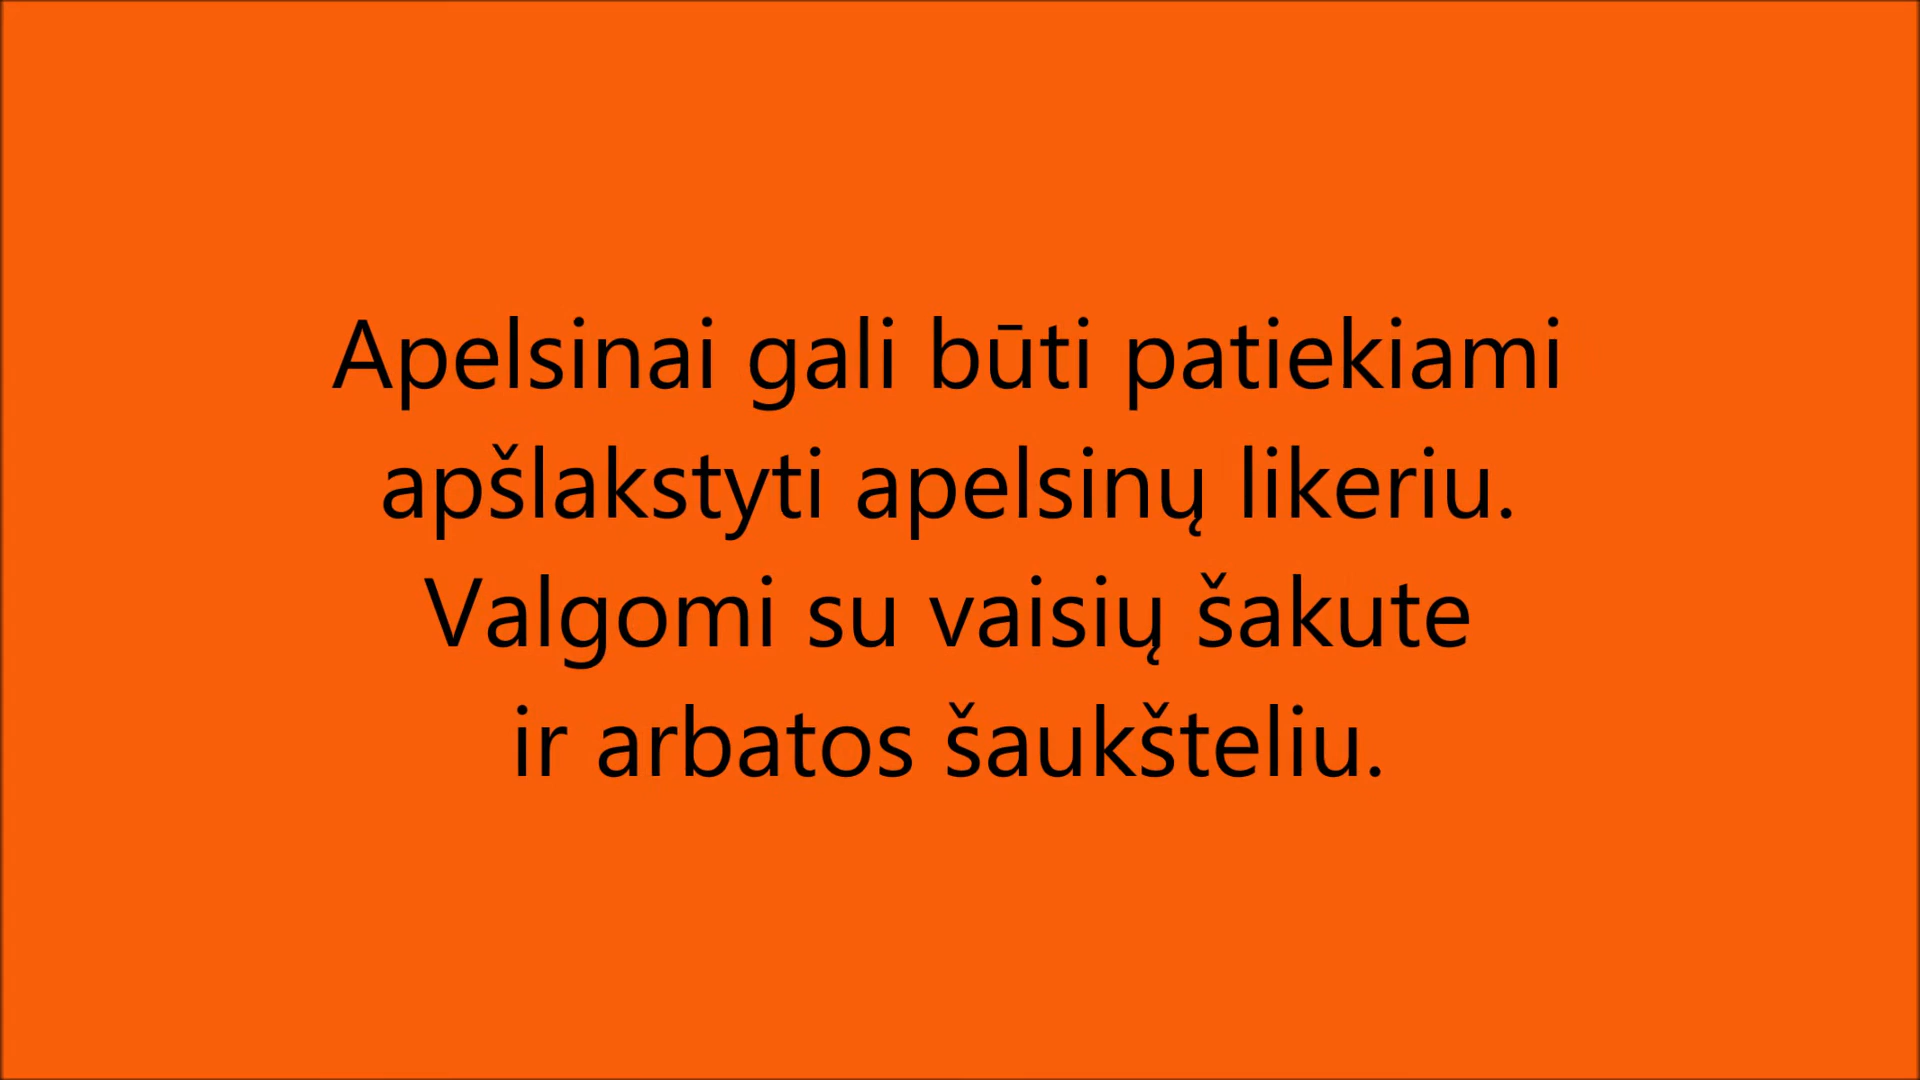 Apelsinai gali būti patiekiami
apšlakstyti apelsinų likeriu.
Valgomi su vaisių šakute
ir arbatos šaukšteliu.